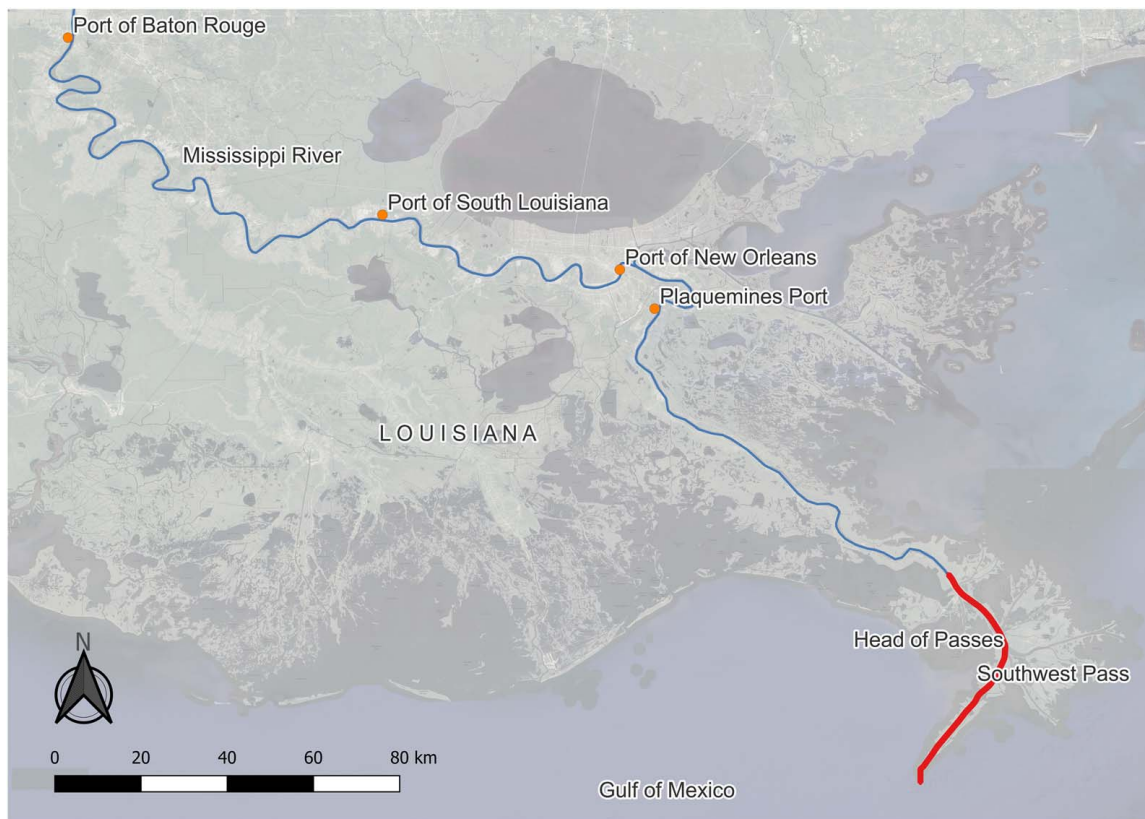 Port of Baton Rouge
Mississippi River
Port of South Louisiana
Port of New Orleans
Plaquemines Port
LOUISIANA
Head of Passes
Southwest Pass
N
0 20 40 60 80 km
Gulf of Mexico